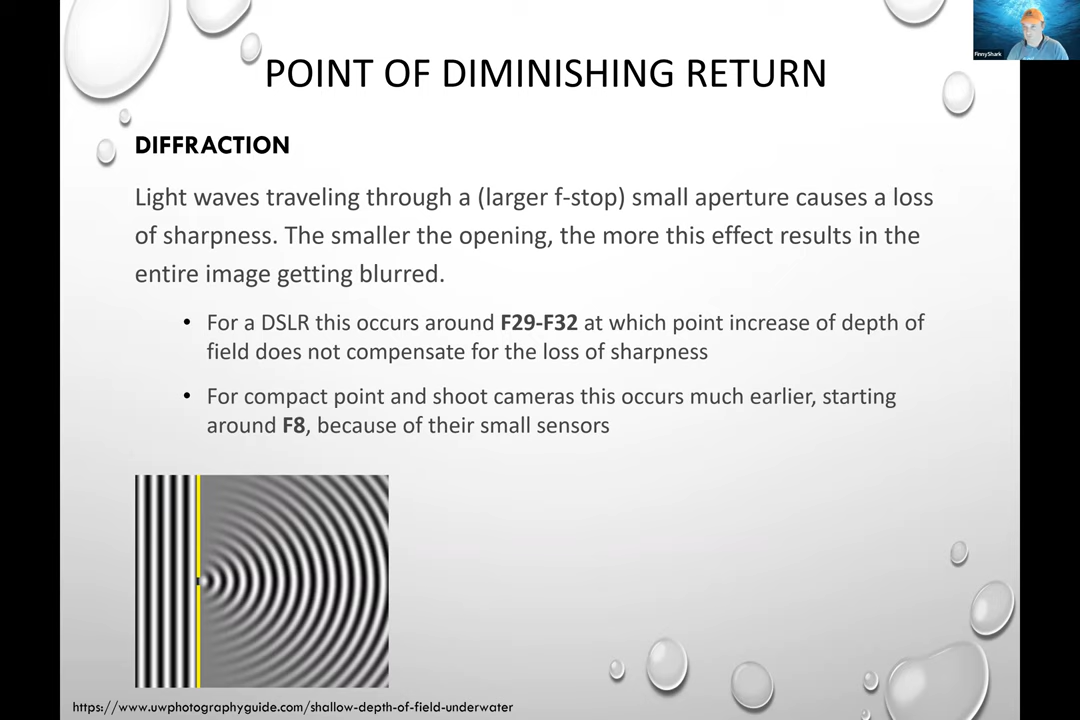 FinnyShark
POINT OF DIMINISHING RETURN
DIFFRACTION
Light waves traveling through a (larger f-stop) small aperture causes a loss
of sharpness. The smaller the opening, the more this effect results in the
entire image getting blurred.
• For a DSLR this occurs around F29-F32 at which point increase of depth of
field does not compensate for the loss of sharpness
• For compact point and shoot cameras this occurs much earlier, starting
around F8, because of their small sensors
https://www.uwphotographyguide.com/shallow-depth-of-field-underwater